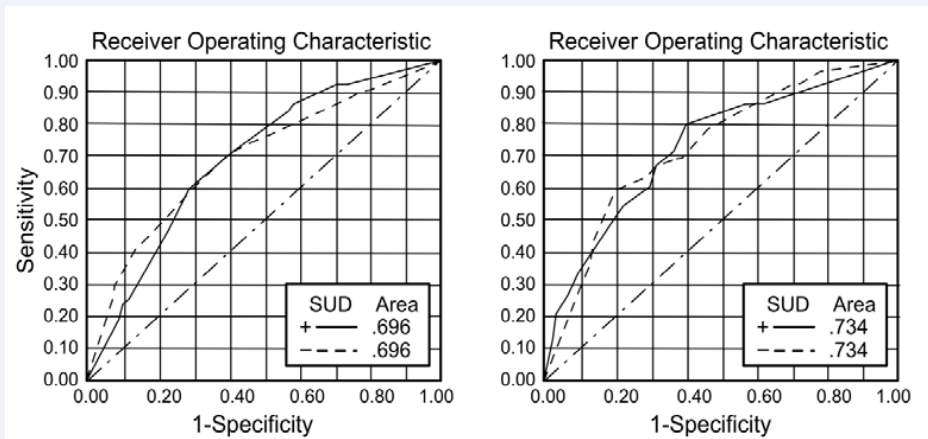 Receiver Operating Characteristic
1.00
0.90
0.80
0.70
0.60
0.50
0.40
0.30
0.20
0.10
0.00
Sensitivity
SUD Area
+ .696
- .696
0.00 0.20 0.40 0.60 0.80 1.00
1-Specificity
Receiver Operating Characteristic
1.00
0.90
0.80
0.70
0.60
0.50
0.40
0.30
0.20
0.10
0.00
SUD Area
+ .734
- .734
0.00 0.20 0.40 0.60 0.80 1.00
1-Specificity